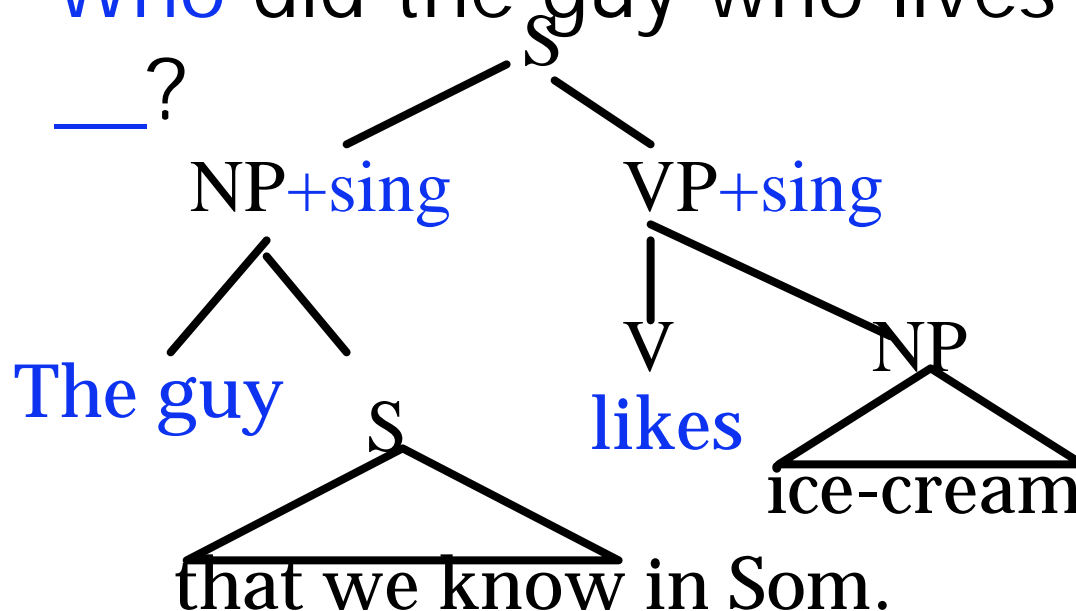 Who did the guy who lives
__?
S
NP+sing VP+sing
V NP
The guy
S likes
ice-cream
that we know in Som.